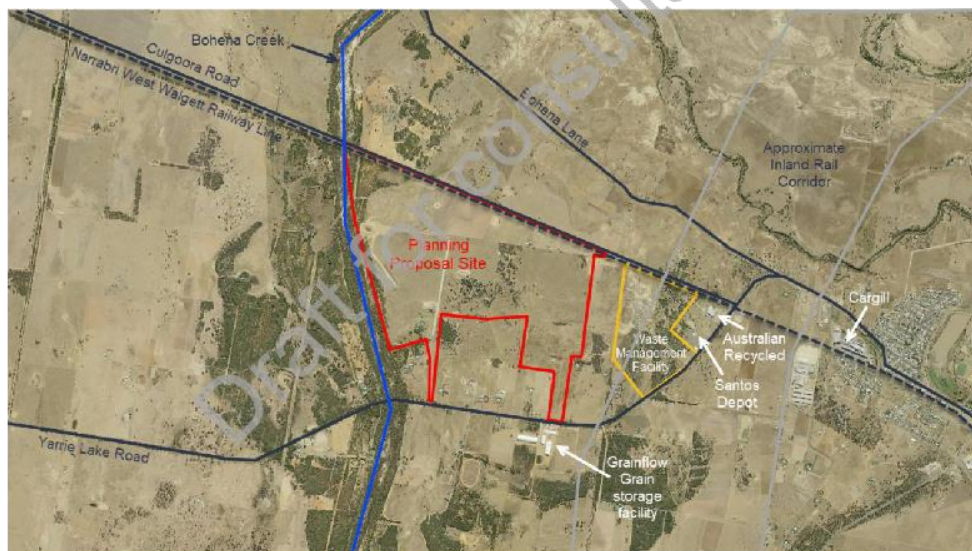 Bohena Creek
Culgoora Road
Narrabri West Walgett Railway Line
Bohena Lane
Approximate
Inland Rail
Corridor
Planning
Proposal Site
Cargill
Australian
Recycled
Waste
Management
Facility
Santos
Depot
Yarrie Lake Road
Grainflow
Grain
storage
facility
Draft for consult